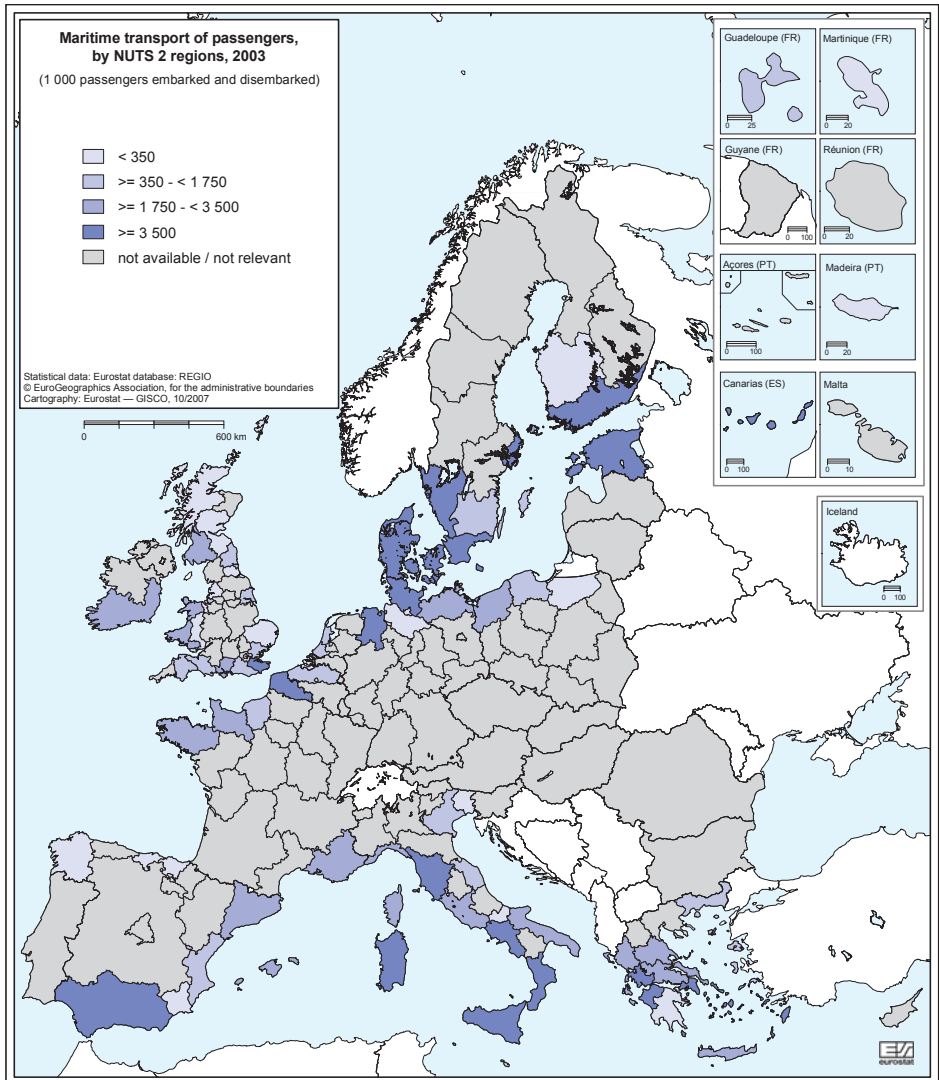 Maritime transport of passengers,
by NUTS 2 regions, 2003
(1 000 passengers embarked and disembarked)
< 350
>= 350 - < 1 750
>= 1 750 - < 3 500
>= 3 500
not available / not relevant
Statistical data: Eurostat database: REGIO
© EuroGeographics Association, for the administrative boundaries
Cartography: Eurostat — GISCO, 10/2007
0 600 km
Guadeloupe (FR)
0 25
Martinique (FR)
0 20
Guyane (FR)
0 100
Réunion (FR)
0 20
Açores (PT)
0 100
Madeira (PT)
0 20
Canarias (ES)
0 100
Malta
0 10
Iceland
0 100
eurostat